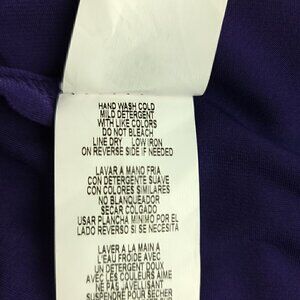 HAND WASH COLD
MILD DETERGENT
WITH LIKE COLORS
DO NOT BLEACH
LINE DRY LOW IRON
ON REVERSE SIDE IF NEEDED
LAVAR A MANO FRIA
CON DETERGENTE SUAVE
CON COLORES SIMILARES
NO BLANQUEADOR
SECAR COLGADO
USAR PLANCHA MINIMO POR EL
LADO REVERSO SI SE NECESITA
LAVER A LA MAIN A
L'EAU FROIDE AVEC
UN DETERGENT DOUX
AVEC LES COULEURS AIME
NE PAS JAVELLISANT
SUSPENDRE POUR SÉCHER